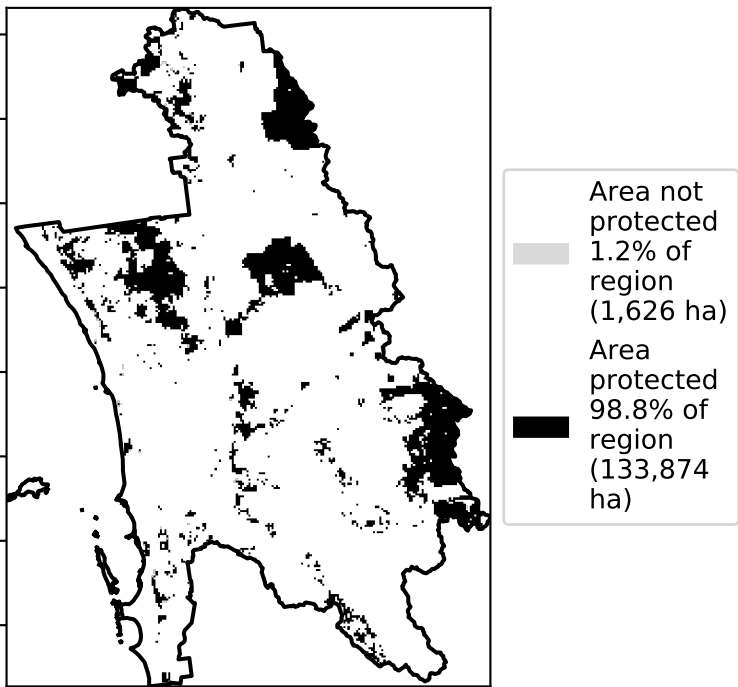 Area not
protected
1.2% of
region
(1,626 ha)
Area
protected
98.8% of
region
(133,874
ha)